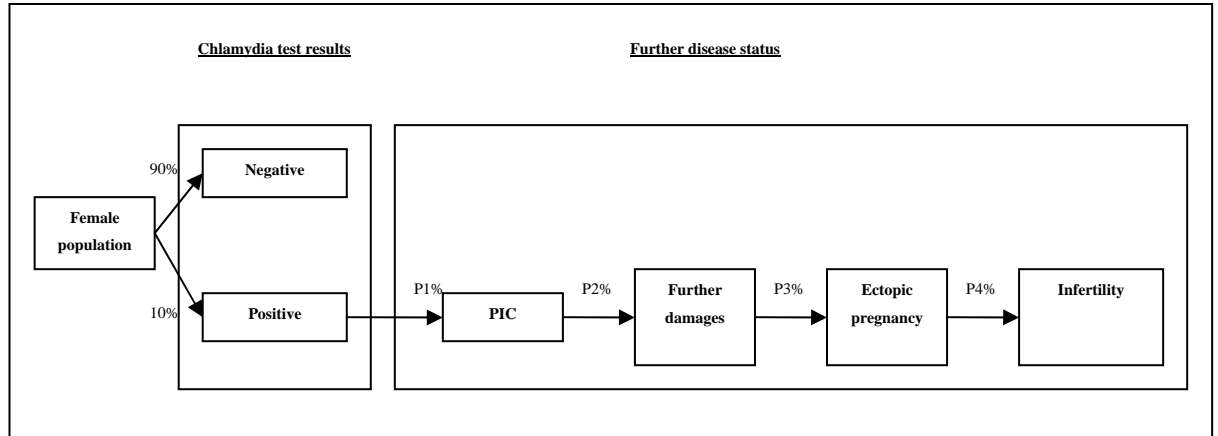 Chlamydia test results
Further disease status
90%
Negative
Female
population
10%
Positive
P1%
PIC
P2%
Further
damages
P3%
Ectopic
pregnancy
P4%
Infertility